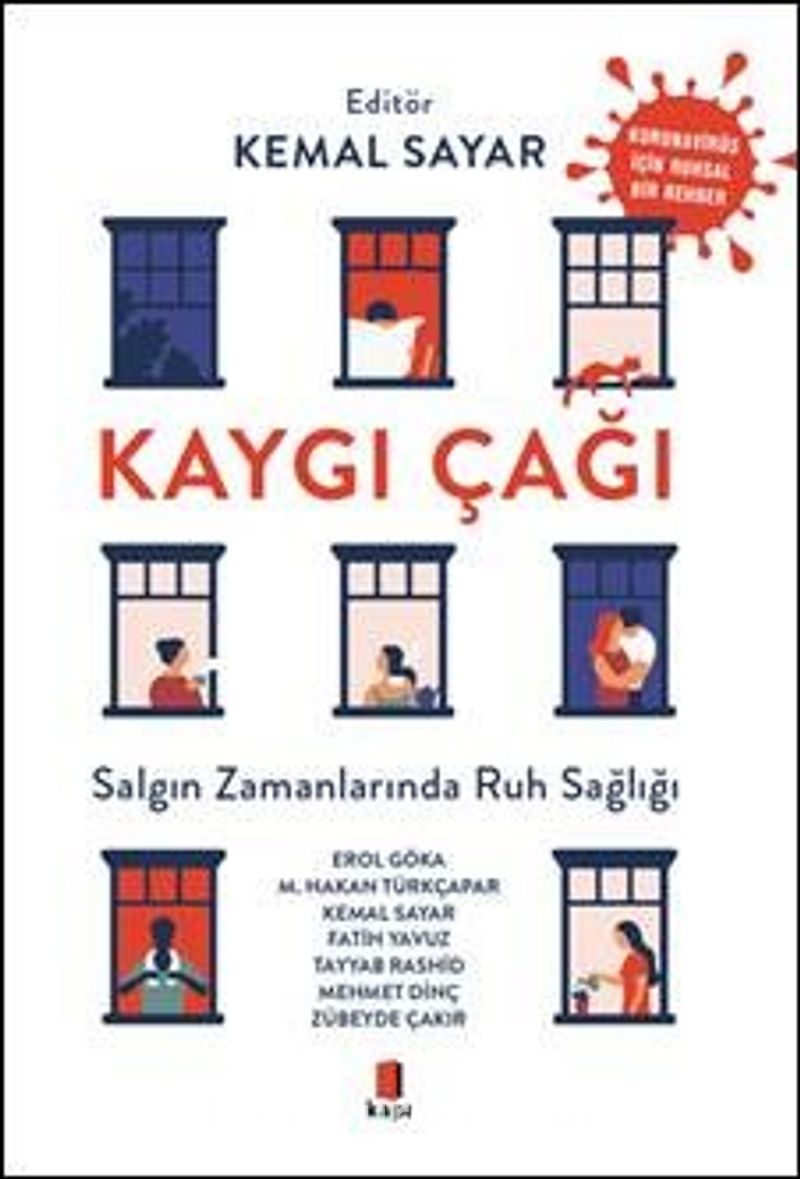 Editör
KEMAL SAYAR
KORONAVİRÜS
İÇİN RUHSAL
BİR REHBER
KAYGI ÇAĞI
Salgın Zamanlarında Ruh Sağlığı
EROL GÖKA
M. HAKAN TÜRKÇAPAR
KEMAL SAYAR
FATİH YAVUZ
TAYYAB RASHİD
MEHMET DİNÇ
ZÜBEYDE ÇAKIR
kapı